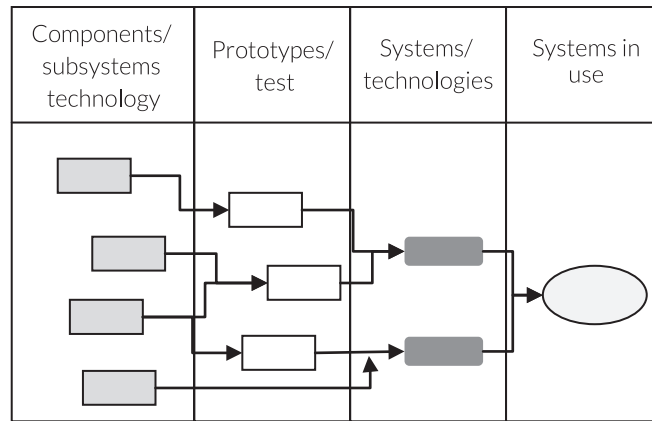 Components/
subsystems
technology
Prototypes/
test
Systems/
technologies
Systems in
use